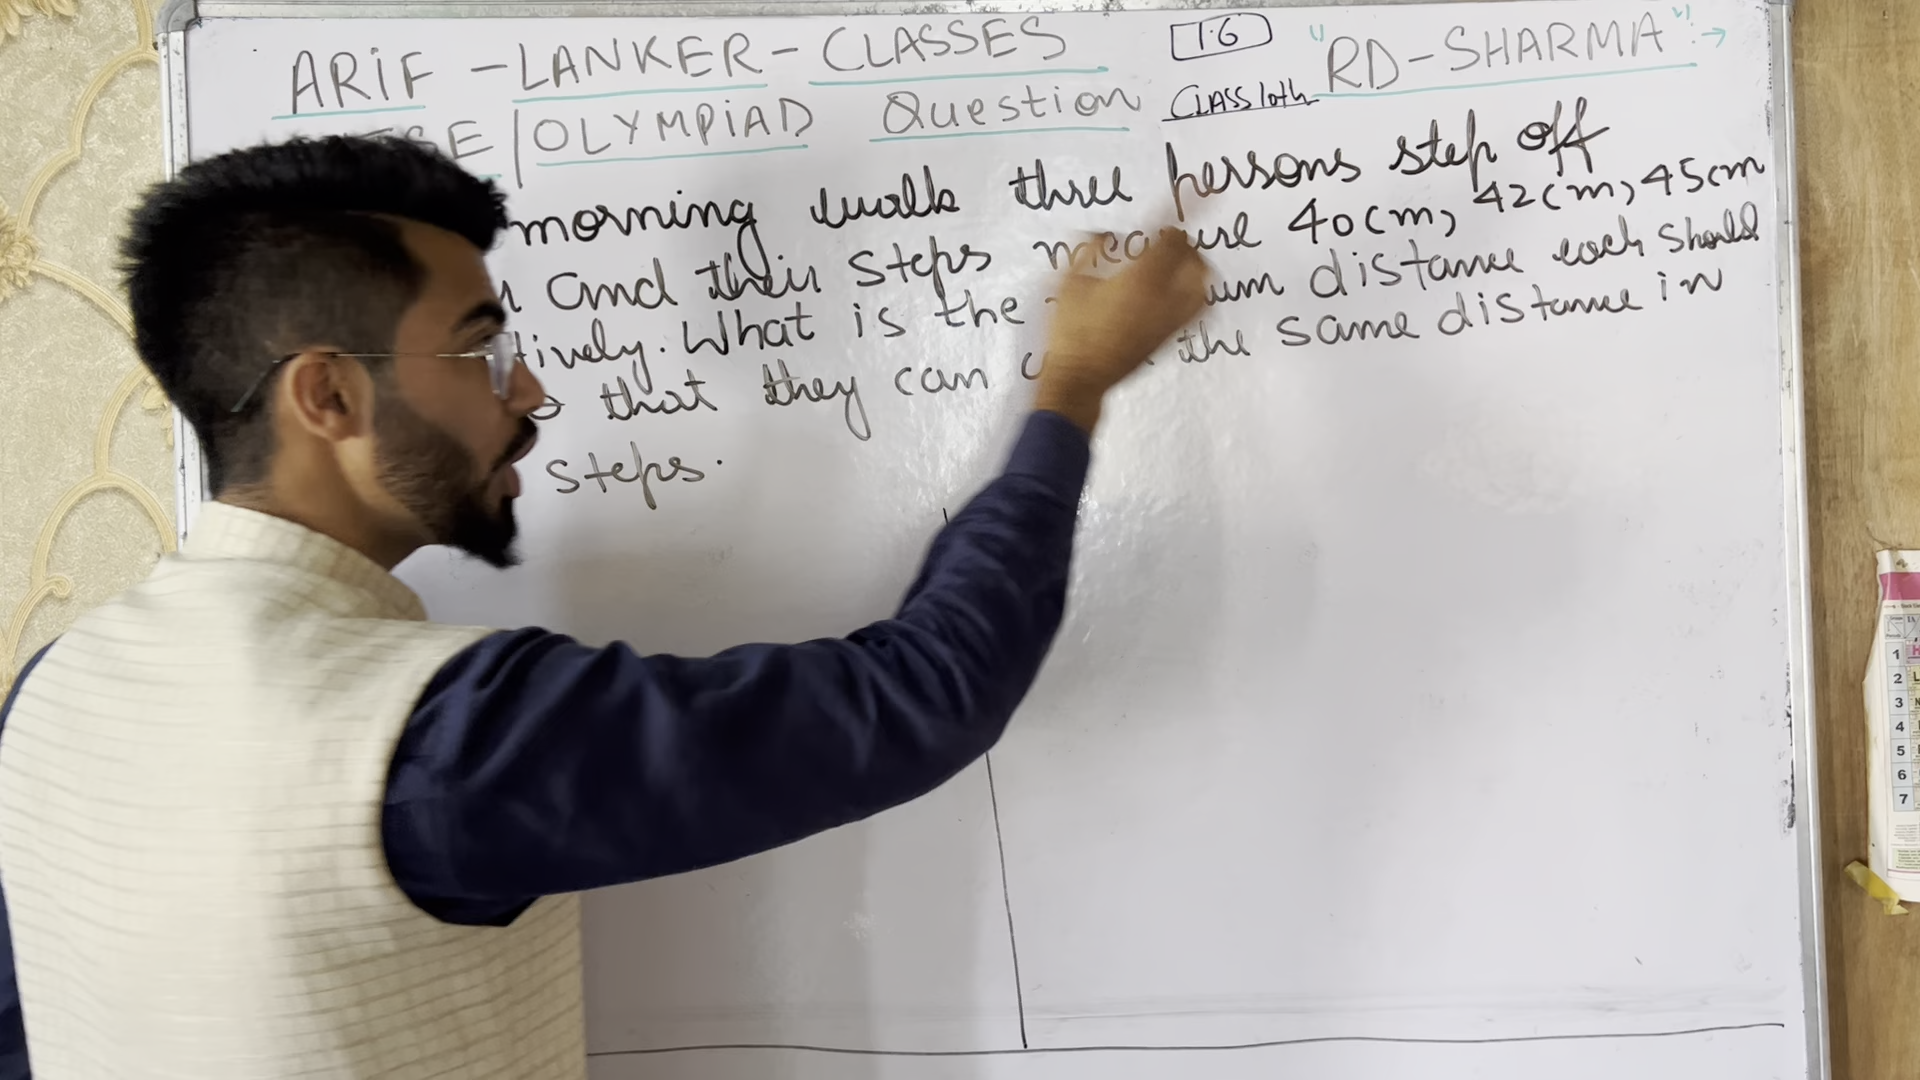 ARIF - LANKER - CLASSES
1.6
"RD-SHARMA":→
SE / OLYMPIAD Question
CLASS 10th
morning walk three persons step off
and their steps measure 40cm, 42cm, 45cm
tively. What is the distance each should
that they can the same distance in
steps.
1
2
3
4
5
6
7